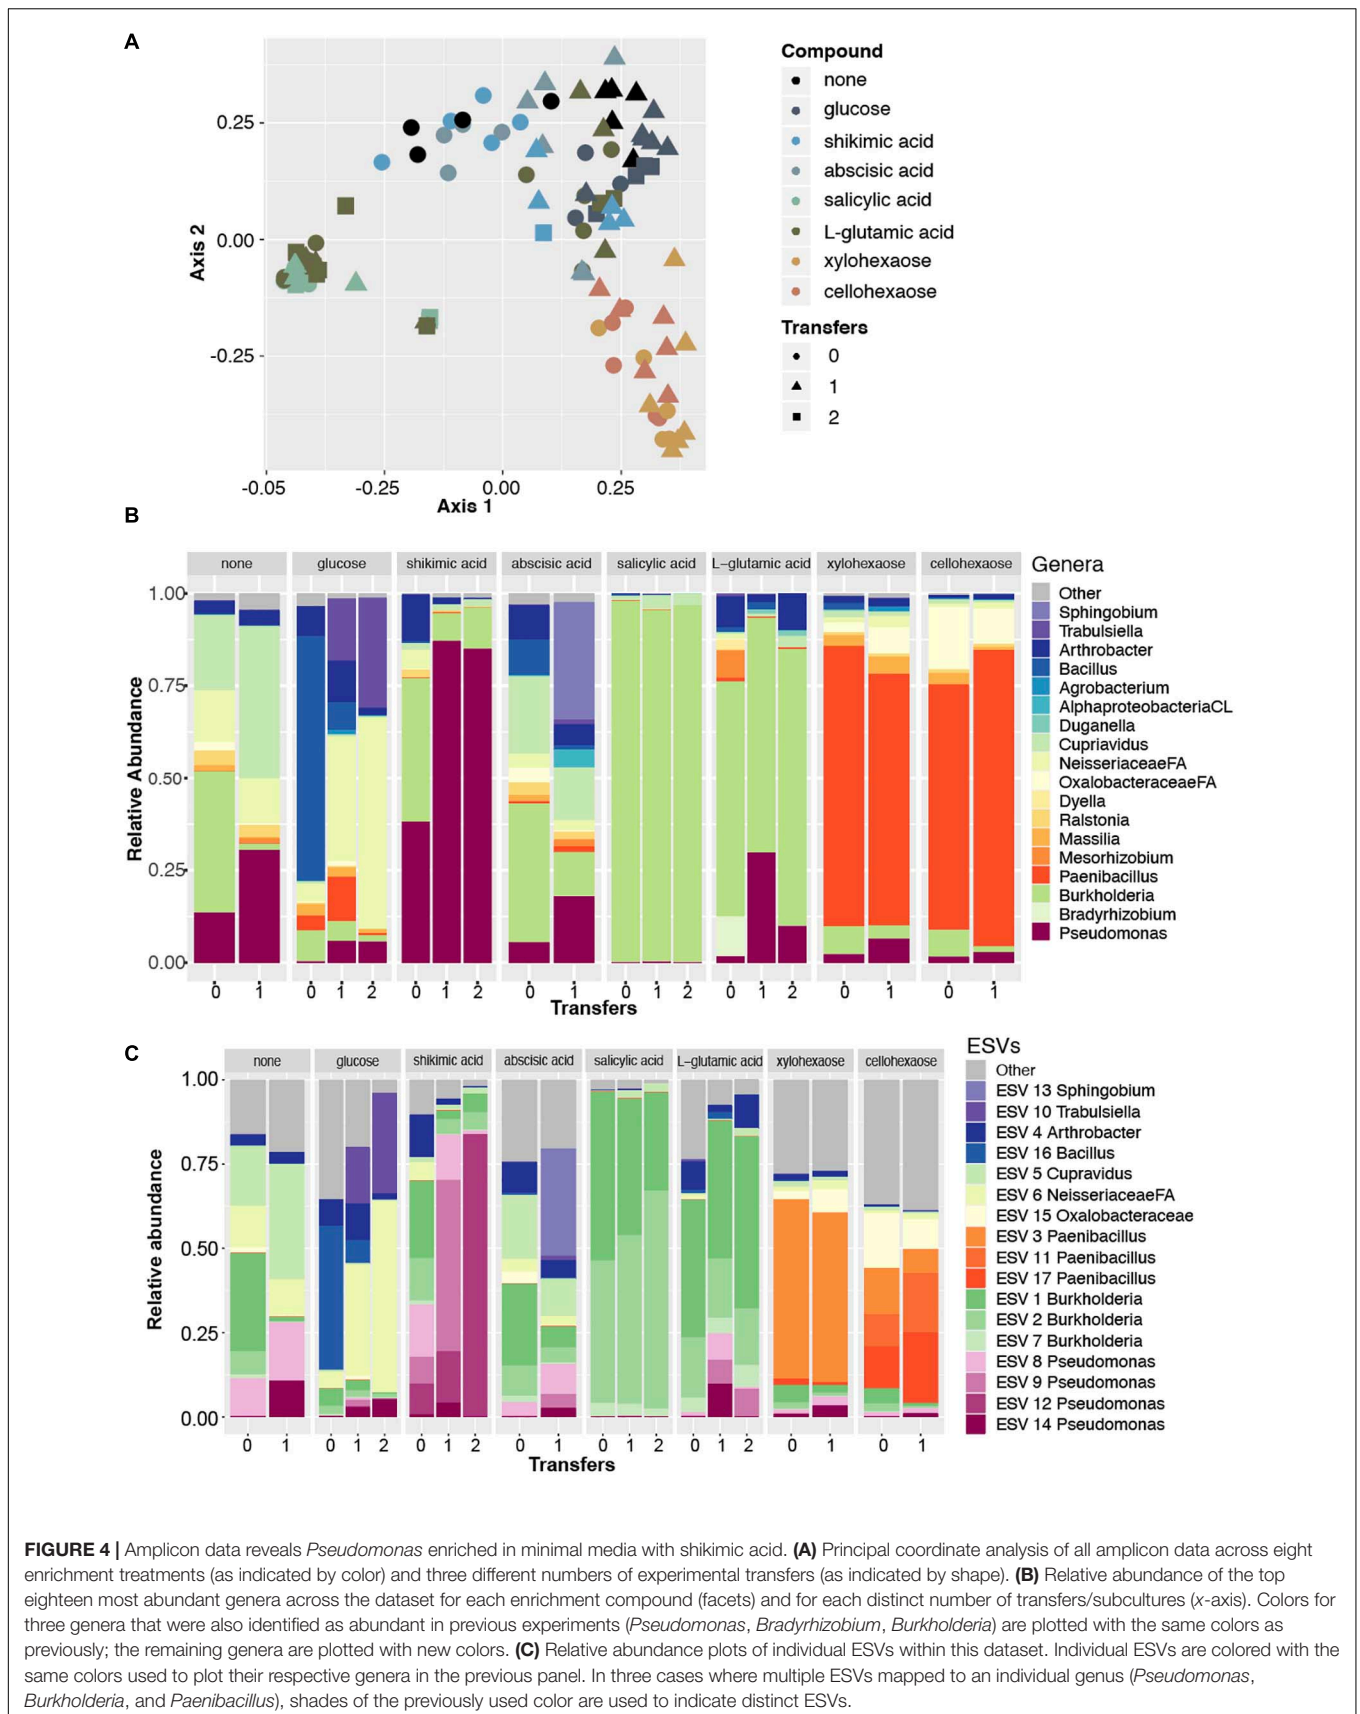 A
Compound
none
glucose
shikimic acid
abscisic acid
salicylic acid
L-glutamic acid
xylohexaose
cellohexaose
Transfers
0
1
2
0.25
0.00
-0.25
Axis 2
-0.05 -0.25 0.00 0.25
Axis 1
B
none glucose shikimic acid abscisic acid salicylic acid L-glutamic acid xylohexaose cellohexaose
1.00
0.75
0.50
0.25
0.00
Relative Abundance
0 1 0 1 2 0 1 2 0 1 0 1 2 0 1 2 0 1 0 1
Transfers
Genera
Other
Sphingobium
Trabulsiella
Arthrobacter
Bacillus
Agrobacterium
AlphaproteobacteriaCL
Duganella
Cupriavidus
NeisseriaceaeFA
OxalobacteraceaeFA
Dyella
Ralstonia
Massilia
Mesorhizobium
Paenibacillus
Burkholderia
Bradyrhizobium
Pseudomonas
C
none glucose shikimic acid abscisic acid salicylic acid L-glutamic acid xylohexaose cellohexaose
1.00
0.75
0.50
0.25
0.00
Relative abundance
0 1 0 1 2 0 1 2 0 1 0 1 2 0 1 2 0 1 0 1
Transfers
ESVs
Other
ESV 13 Sphingobium
ESV 10 Trabulsiella
ESV 4 Arthrobacter
ESV 16 Bacillus
ESV 5 Cupravidus
ESV 6 NeisseriaceaeFA
ESV 15 Oxalobacteraceae
ESV 3 Paenibacillus
ESV 11 Paenibacillus
ESV 17 Paenibacillus
ESV 1 Burkholderia
ESV 2 Burkholderia
ESV 7 Burkholderia
ESV 8 Pseudomonas
ESV 9 Pseudomonas
ESV 12 Pseudomonas
ESV 14 Pseudomonas
FIGURE 4 | Amplicon data reveals Pseudomonas enriched in minimal media with shikimic acid. (A) Principal coordinate analysis of all amplicon data across eight
enrichment treatments (as indicated by color) and three different numbers of experimental transfers (as indicated by shape). (B) Relative abundance of the top
eighteen most abundant genera across the dataset for each enrichment compound (facets) and for each distinct number of transfers/subcultures (x-axis). Colors for
three genera that were also identified as abundant in previous experiments (Pseudomonas, Bradyrhizobium, Burkholderia) are plotted with the same colors as
previously; the remaining genera are plotted with new colors. (C) Relative abundance plots of individual ESVs within this dataset. Individual ESVs are colored with the
same colors used to plot their respective genera in the previous panel. In three cases where multiple ESVs mapped to an individual genus (Pseudomonas,
Burkholderia, and Paenibacillus), shades of the previously used color are used to indicate distinct ESVs.